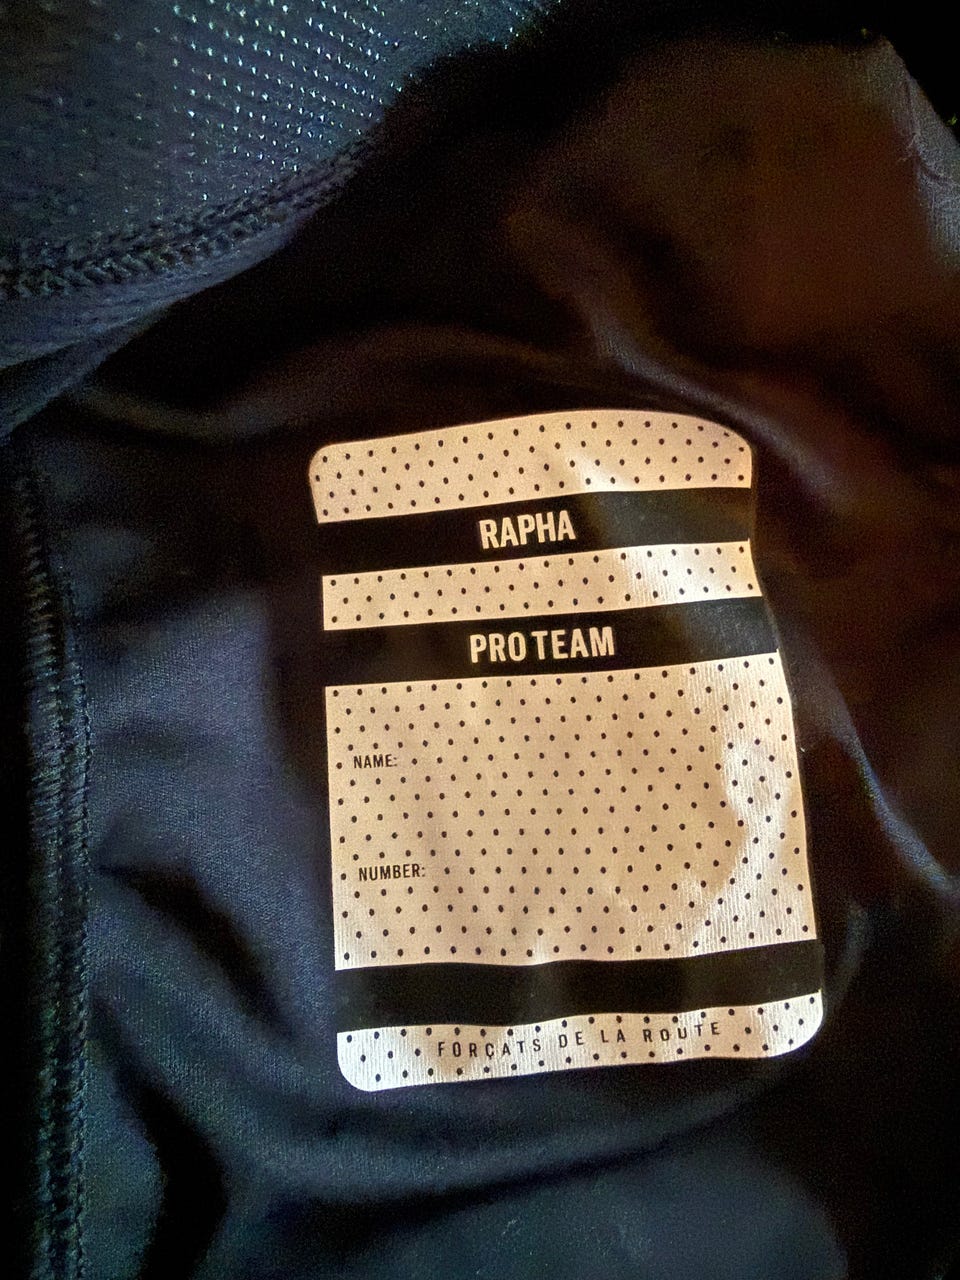 RAPHA
PRO TEAM
NAME:
NUMBER:
FORÇATS DE LA ROUTE